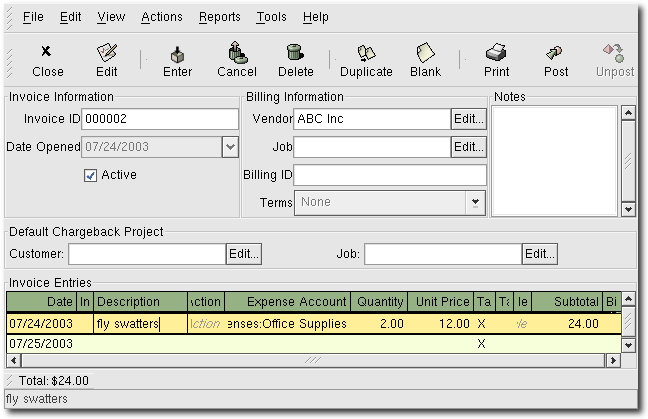 File Edit View Actions Reports Tools Help
Close Edit Enter Cancel Delete Duplicate Blank Print Post Unpost
Invoice Information
Invoice ID 000002
Date Opened 07/24/2003
Active
Billing Information
Vendor ABC Inc Edit...
Job Edit...
Billing ID
Terms None
Notes
Default Chargeback Project
Customer: Edit... Job: Edit...
Invoice Entries
Date In Description Action Expense Account Quantity Unit Price Ta Ta le Subtotal Bi
07/24/2003 fly swatters Action enses:Office Supplies 2.00 12.00 X le 24.00
07/25/2003 X
Total: $24.00
fly swatters